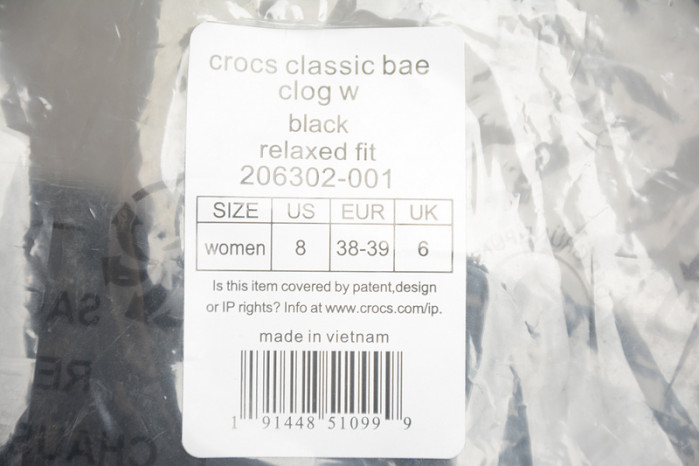 crocs classic bae
clog w
black
relaxed fit
206302-001
SIZE US EUR UK
women 8 38-39 6
Is this item covered by patent,design
or IP rights? Info at www.crocs.com/ip.
made in vietnam
1 91448 51099 9